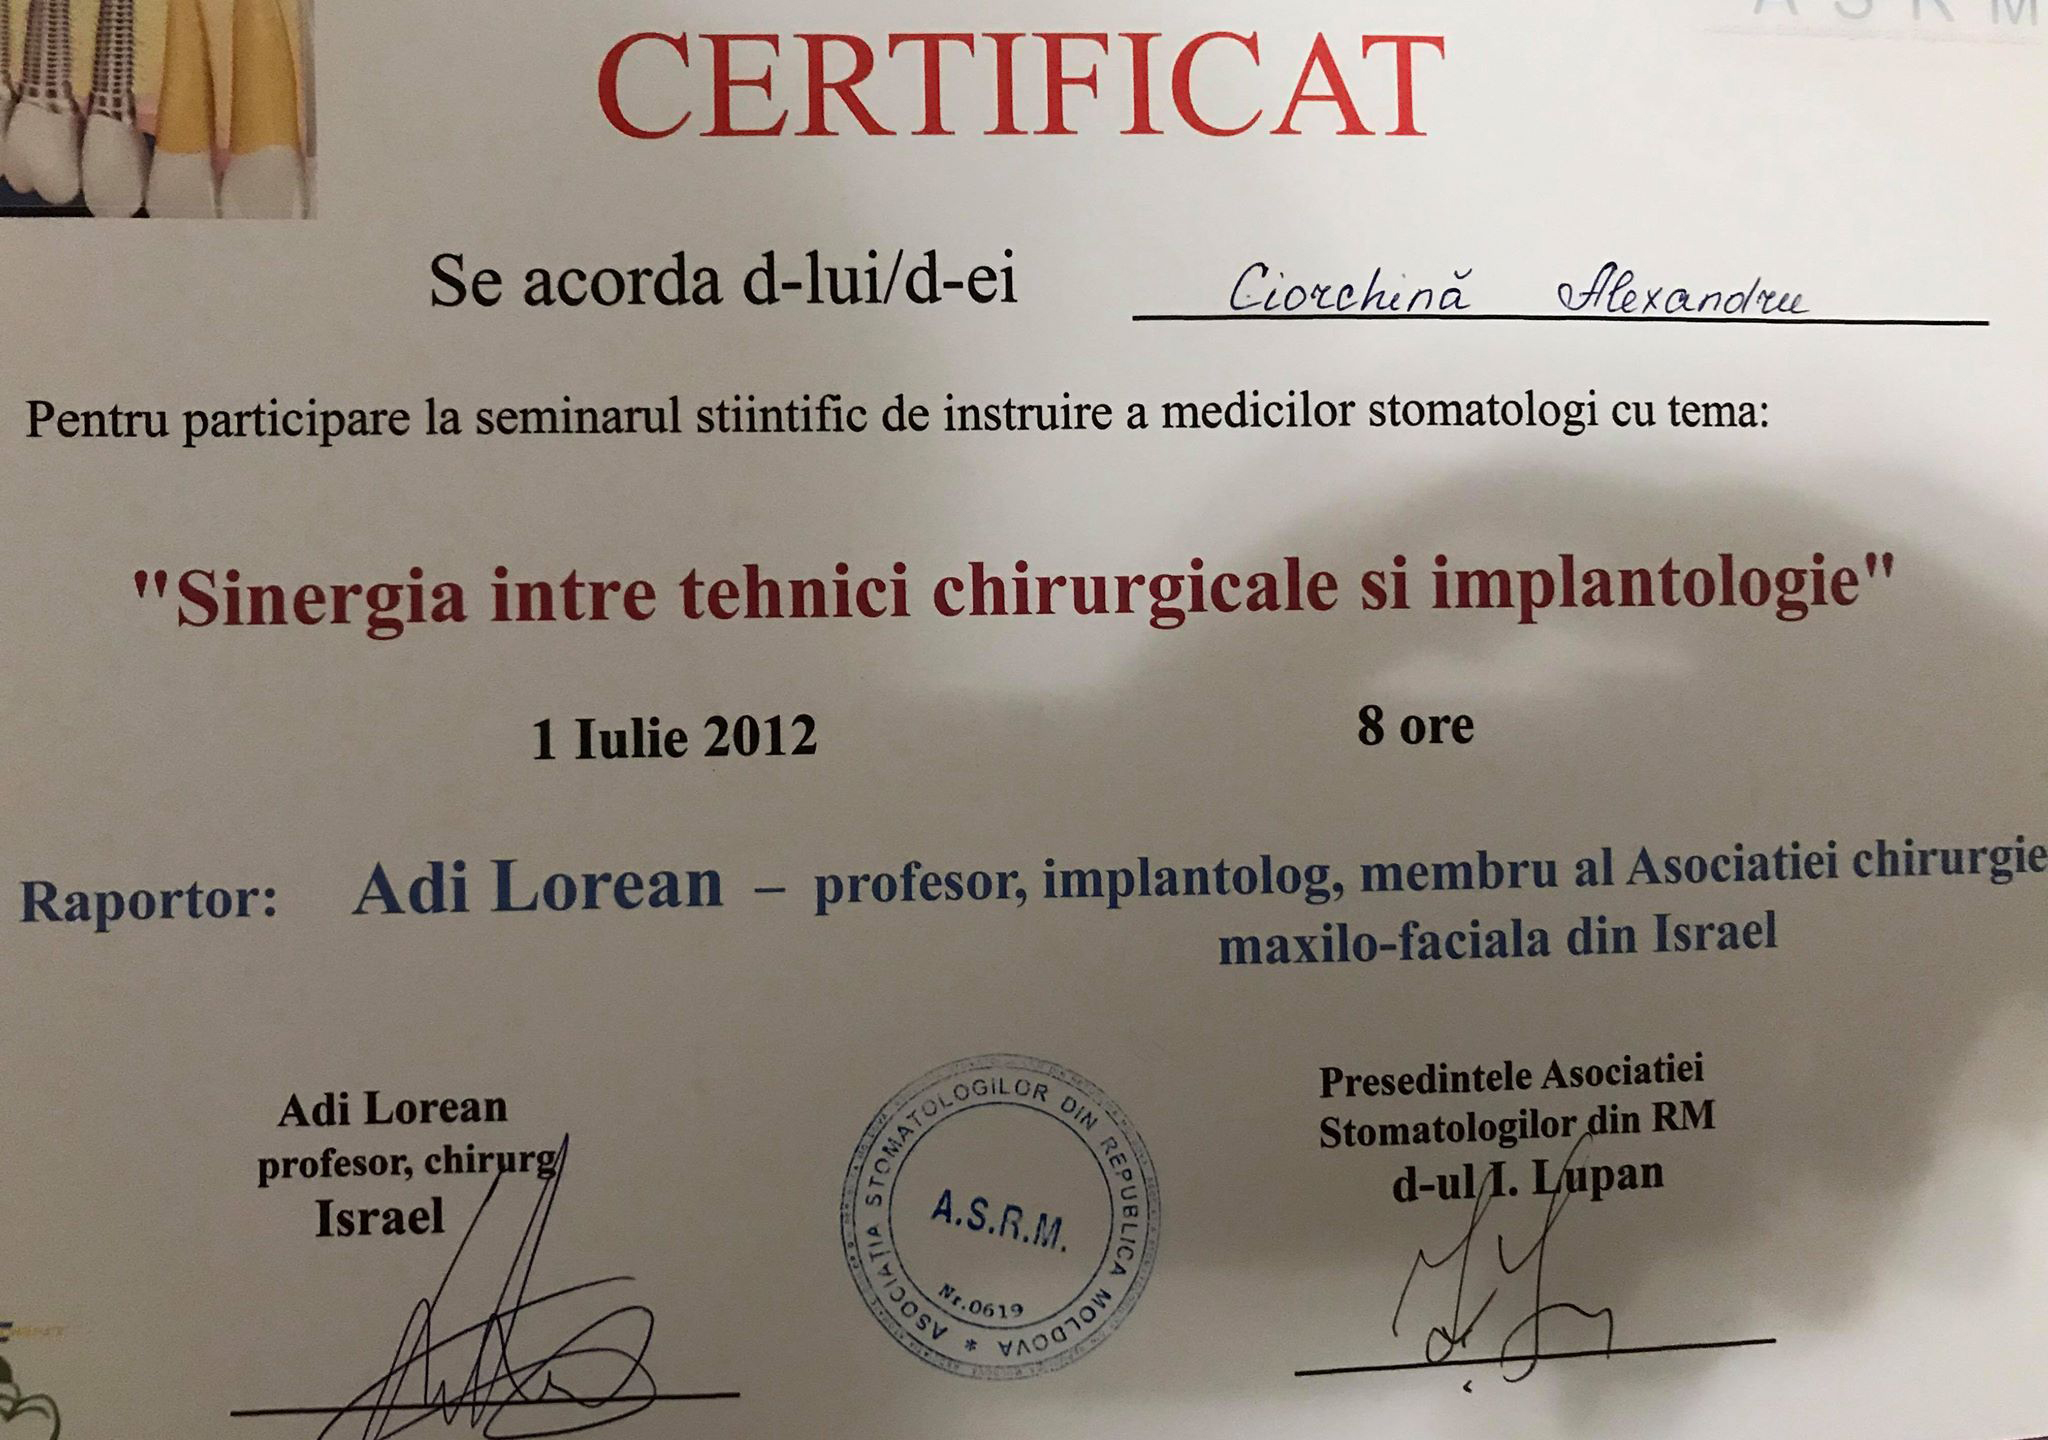 A S R M
CERTIFICAT
Se acorda d-lui/d-ei Ciorchină Alexandru
Pentru participare la seminarul stiintific de instruire a medicilor stomatologi cu tema:
"Sinergia intre tehnici chirurgicale si implantologie"
1 Iulie 2012 8 ore
Raportor: Adi Lorean – profesor, implantolog, membru al Asociatiei chirurgie
maxilo-faciala din Israel
Adi Lorean
profesor, chirurg
Israel
ASOCIAȚIA STOMATOLOGILOR DIN REPUBLICA MOLDOVA *
A.S.R.M.
Nr.0619
Presedintele Asociatiei
Stomatologilor din RM
d-ul I. Lupan